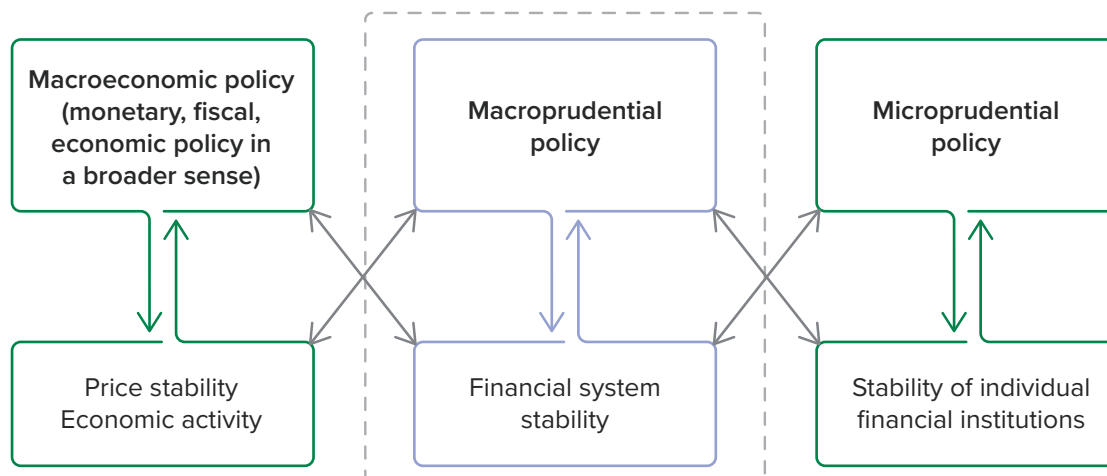 Macroeconomic policy
(monetary, fiscal,
economic policy in
a broader sense)
Macroprudential
policy
Microprudential
policy
Price stability
Economic activity
Financial system
stability
Stability of individual
financial institutions